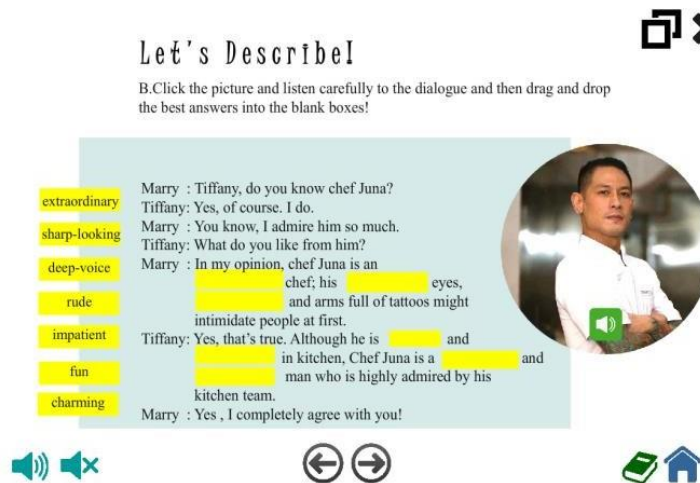 Let's Describe!
B.Click the picture and listen carefully to the dialogue and then drag and drop
the best answers into the blank boxes!
extraordinary
sharp-looking
deep-voice
rude
impatient
fun
charming
Marry : Tiffany, do you know chef Juna?
Tiffany: Yes, of course. I do.
Marry : You know, I admire him so much.
Tiffany: What do you like from him?
Marry : In my opinion, chef Juna is an
chef; his eyes,
and arms full of tattoos might
intimidate people at first.
Tiffany: Yes, that's true. Although he is and
in kitchen, Chef Juna is a and
man who is highly admired by his
kitchen team.
Marry : Yes , I completely agree with you!